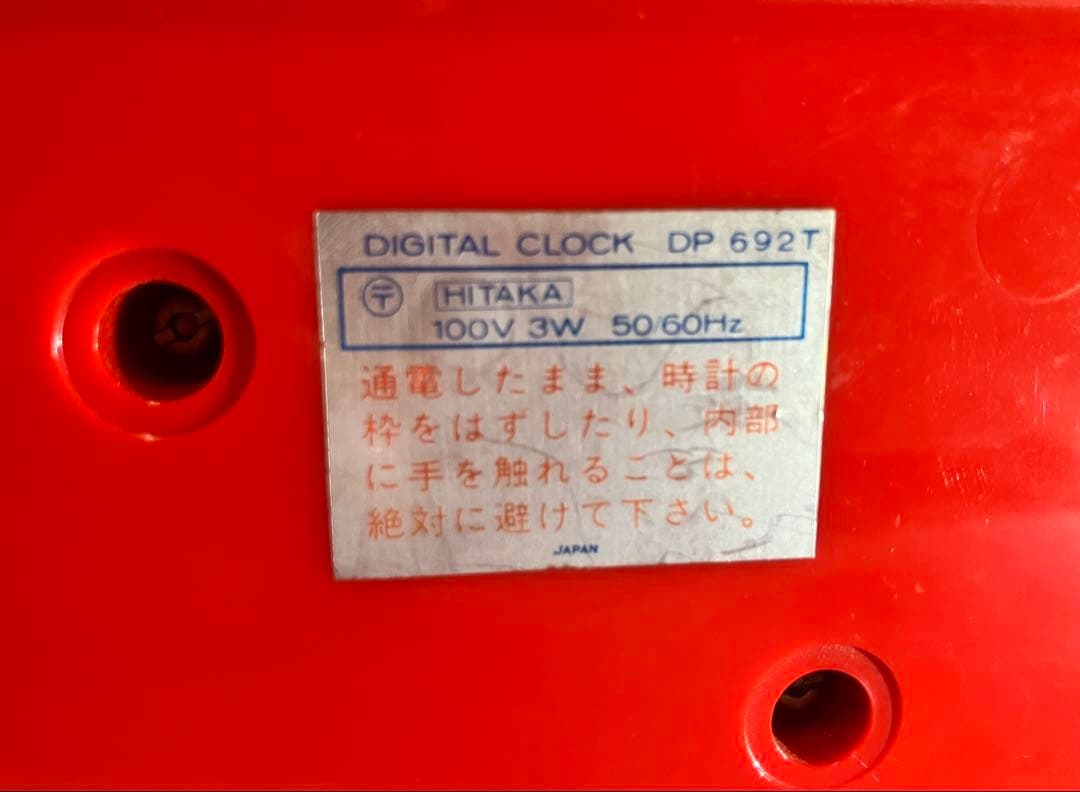 DIGITAL CLOCK DP 692T
〒 HITAKA
100V 3W 50/60Hz
通電したまま、時計の
枠をはずしたり、内部
に手を触れることは、
絶対に避けて下さい。
JAPAN